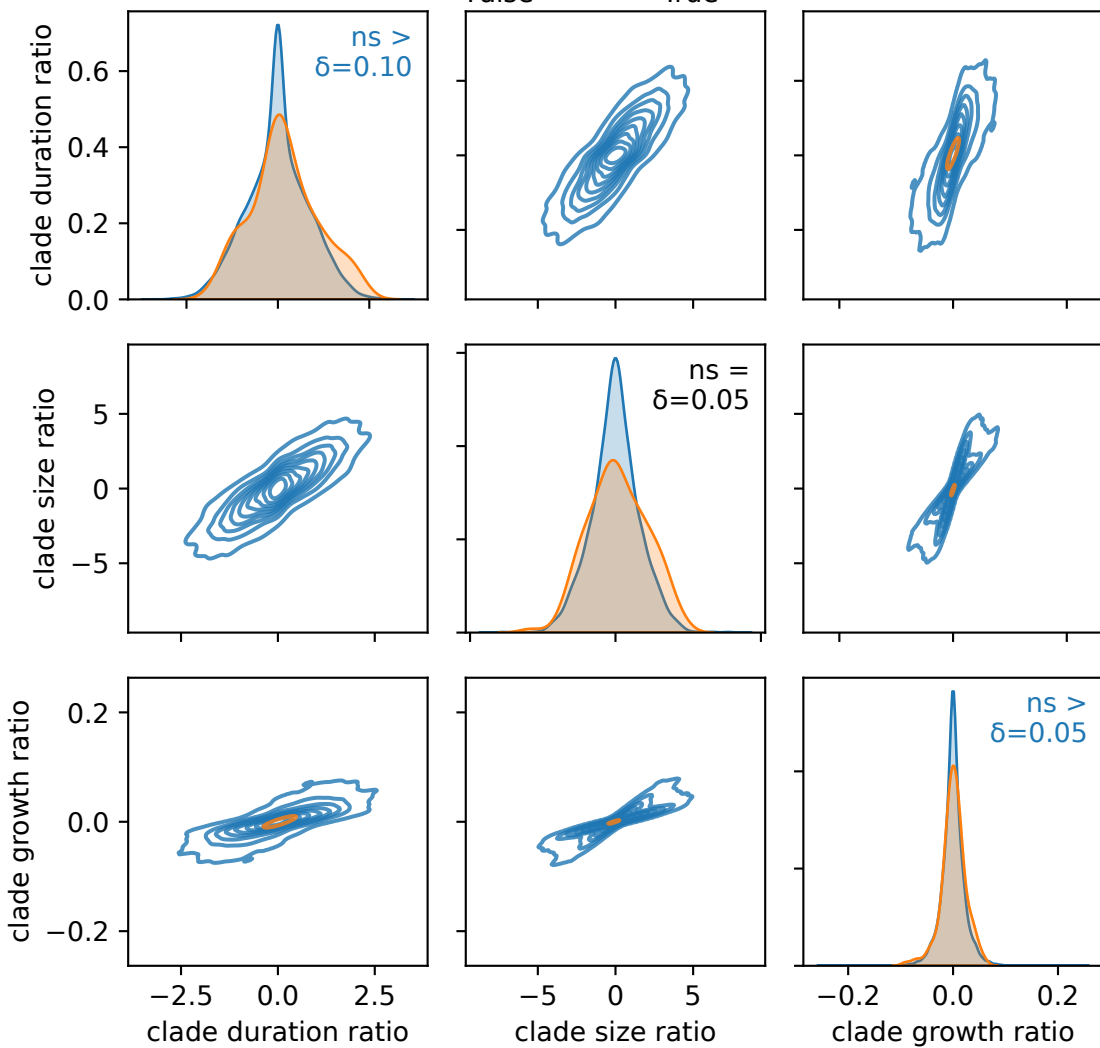 True
clade duration ratio
0.6
0.4
0.2
0.0
ns >
δ=0.10
clade size ratio
5
0
−5
ns =
δ=0.05
clade growth ratio
0.2
0.0
−0.2
ns >
δ=0.05
−2.5 0.0 2.5
−5 0 5
−0.2 0.0 0.2
clade duration ratio
clade size ratio
clade growth ratio